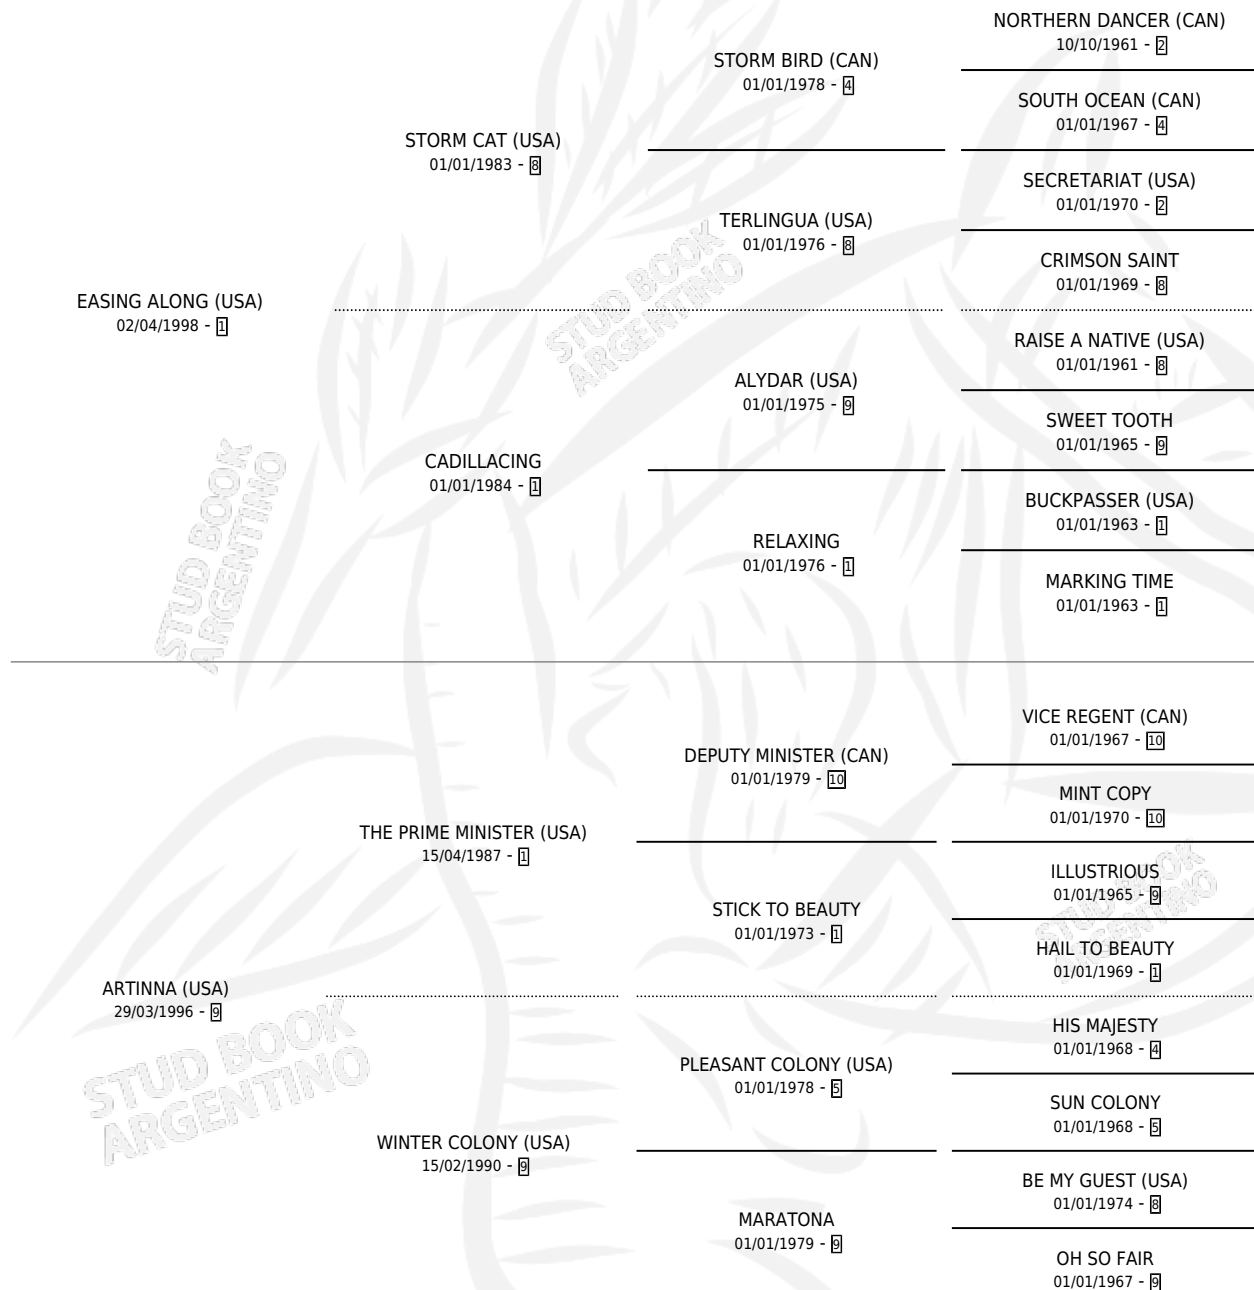 NORTHERN DANCER (CAN)
10/10/1961 - 2
STORM BIRD (CAN)
01/01/1978 - 4
SOUTH OCEAN (CAN)
01/01/1967 - 4
STORM CAT (USA)
01/01/1983 - 8
SECRETARIAT (USA)
01/01/1970 - 2
TERLINGUA (USA)
01/01/1976 - 8
CRIMSON SAINT
01/01/1969 - 8
EASING ALONG (USA)
02/04/1998 - 1
RAISE A NATIVE (USA)
01/01/1961 - 8
ALYDAR (USA)
01/01/1975 - 9
SWEET TOOTH
01/01/1965 - 9
CADILLACING
01/01/1984 - 1
BUCKPASSER (USA)
01/01/1963 - 1
RELAXING
01/01/1976 - 1
MARKING TIME
01/01/1963 - 1
VICE REGENT (CAN)
01/01/1967 - 10
DEPUTY MINISTER (CAN)
01/01/1979 - 10
MINT COPY
01/01/1970 - 10
THE PRIME MINISTER (USA)
15/04/1987 - 1
ILLUSTRIOUS
01/01/1965 - 9
STICK TO BEAUTY
01/01/1973 - 1
HAIL TO BEAUTY
01/01/1969 - 1
ARTINNA (USA)
29/03/1996 - 9
HIS MAJESTY
01/01/1968 - 4
PLEASANT COLONY (USA)
01/01/1978 - 5
SUN COLONY
01/01/1968 - 5
WINTER COLONY (USA)
15/02/1990 - 9
BE MY GUEST (USA)
01/01/1974 - 8
MARATONA
01/01/1979 - 9
OH SO FAIR
01/01/1967 - 9
STUD BOOK
ARGENTINO
STUD BOOK
ARGENTINO
STUD BOOK
ARGENTINO
STUD BOOK
ARGENTINO